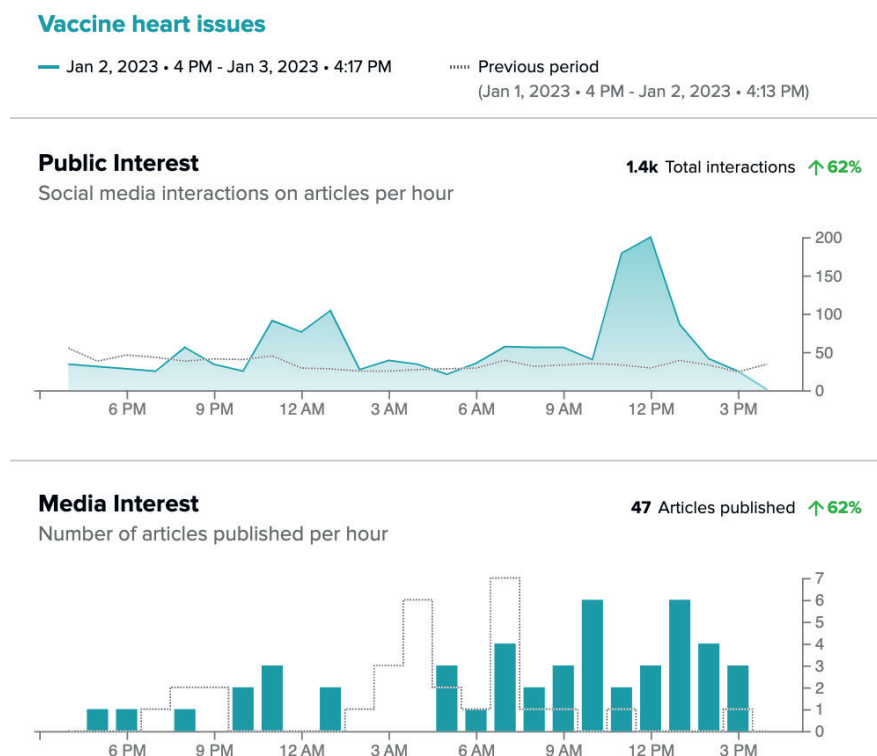 Vaccine heart issues
Jan 2, 2023 • 4 PM - Jan 3, 2023 • 4:17 PM
Previous period
(Jan 1, 2023 • 4 PM - Jan 2, 2023 • 4:13 PM)
Public Interest
1.4k Total interactions ↑ 62%
Social media interactions on articles per hour
200
150
100
50
0
6 PM 9 PM 12 AM 3 AM 6 AM 9 AM 12 PM 3 PM
Media Interest
47 Articles published ↑ 62%
Number of articles published per hour
7
6
5
4
3
2
1
0
6 PM 9 PM 12 AM 3 AM 6 AM 9 AM 12 PM 3 PM